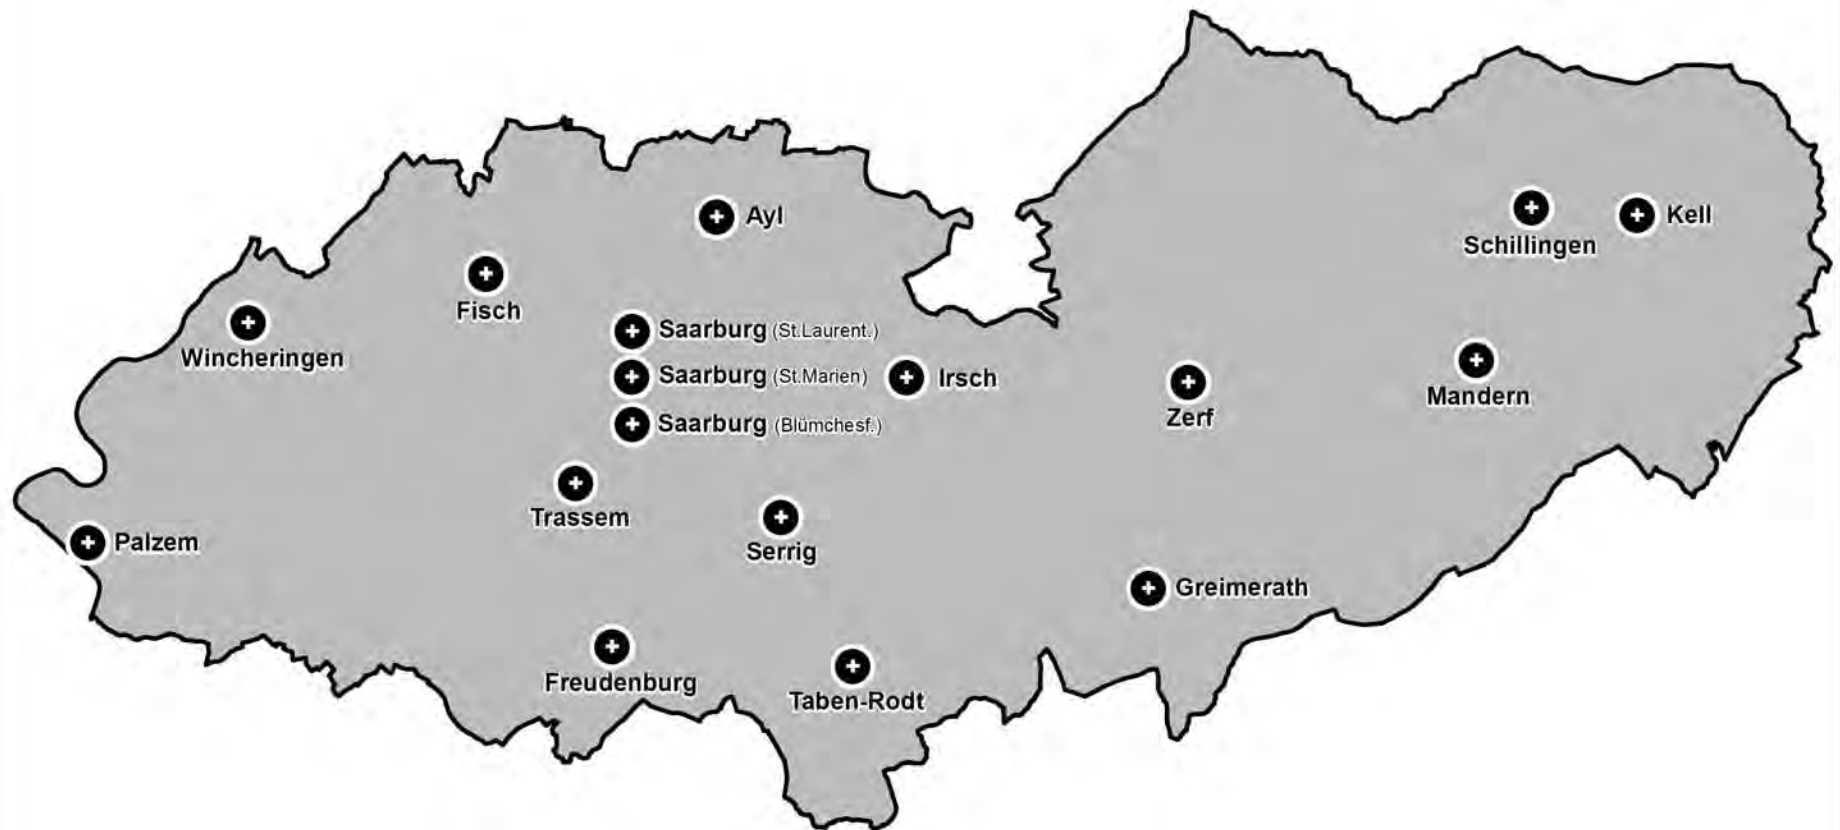 Ayl
Kell
Schillingen
Fisch
Saarburg (St.Laurent.)
Wincheringen
Saarburg (St.Marien)
Irsch
Mandern
Zerf
Saarburg (Blümchesf.)
Trassem
Palzem
Serrig
Greimerath
Freudenburg
Taben-Rodt